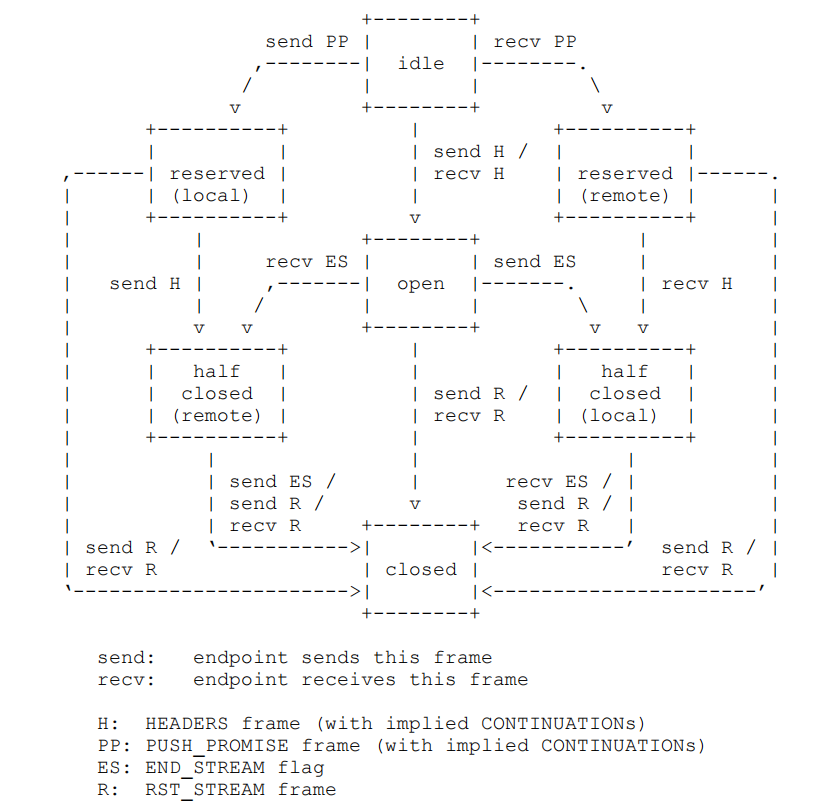 +--------+
                 send PP |        | recv PP
                ,--------|  idle  |--------.
               /         |        |         \
              v          +--------+          v
       +----------+          |           +----------+
       |          |          | send H /  |          |
,------| reserved |          | recv H    | reserved |------.
|      | (local)  |          |           | (remote) |      |
|      +----------+          v           +----------+      |
|          |             +--------+             |          |
|          |     recv ES |        | send ES     |          |
|   send H |     ,-------|  open  |-------.     | recv H   |
|          |    /        |        |        \    |          |
|          v   v         +--------+         v   v          |
|      +----------+          |           +----------+      |
|      |   half   |          |           |   half   |      |
|      |  closed  |          | send R /  |  closed  |      |
|      | (remote) |          | recv R    | (local)  |      |
|      +----------+          |           +----------+      |
|           |                |                 |           |
|           | send ES /      |       recv ES / |           |
|           | send R /       v        send R / |           |
|           | recv R     +--------+   recv R   |           |
| send R /  ‘----------->|        |<-----------’  send R / |
| recv R                 | closed |               recv R   |
‘----------------------->|        |<----------------------’
                         +--------+

   send:   endpoint sends this frame
   recv:   endpoint receives this frame

   H:  HEADERS frame (with implied CONTINUATIONs)
   PP: PUSH_PROMISE frame (with implied CONTINUATIONs)
   ES: END_STREAM flag
   R:  RST_STREAM frame